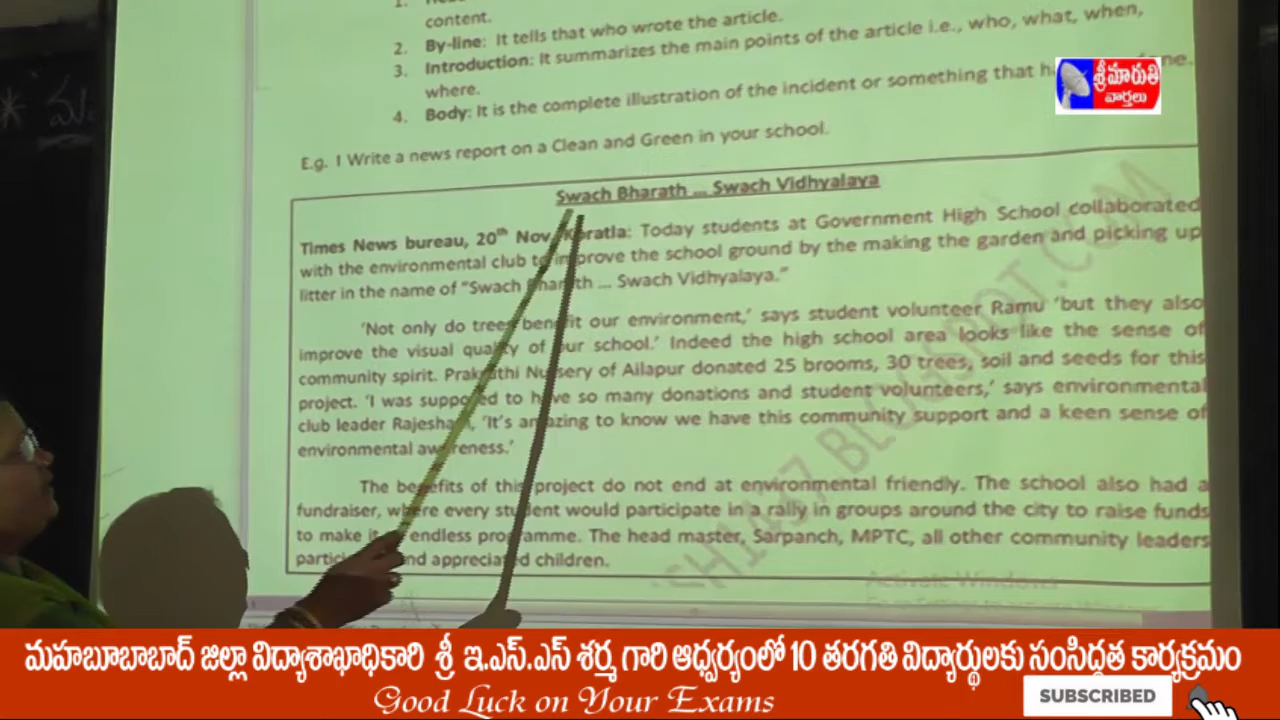 content.
2. By-line: It tells that who wrote the article.
3. Introduction: It summarizes the main points of the article i.e., who, what, when,
where.
4. Body: It is the complete illustration of the incident or something that
శ్రీమారుతి
వార్తలు
E.g. 1 Write a news report on a Clean and Green in your school.
Swach Bharath ... Swach Vidhyalaya
Times News bureau, 20th Nov, Koratla: Today students at Government High School collaborated
with the environmental club to improve the school ground by the making the garden and picking up
litter in the name of "Swach Bharath ... Swach Vidhyalaya."
'Not only do trees benefit our environment,' says student volunteer Ramu 'but they also
improve the visual quality of our school.' Indeed the high school area looks like the sense of
community spirit. Prakruthi Nursery of Ailapur donated 25 brooms, 30 trees, soil and seeds for this
project. 'I was supposed to have so many donations and student volunteers,' says environmental
club leader Rajesham, 'It's amazing to know we have this community support and a keen sense of
environmental awareness.'
The benefits of this project do not end at environmental friendly. The school also had a
fundraiser, where every student would participate in a rally in groups around the city to raise funds
to make it endless programme. The head master, Sarpanch, MPTC, all other community leaders
and appreciated children.
Activate Windows
మహబూబాబాద్ జిల్లా విద్యాశాఖాధికారి శ్రీ ఇ.ఎస్.ఎస్ శర్మ గారి ఆధ్వర్యంలో 10 తరగతి విద్యార్థులకు సంసిద్ధత కార్యక్రమం
Good Luck on Your Exams
SUBSCRIBED